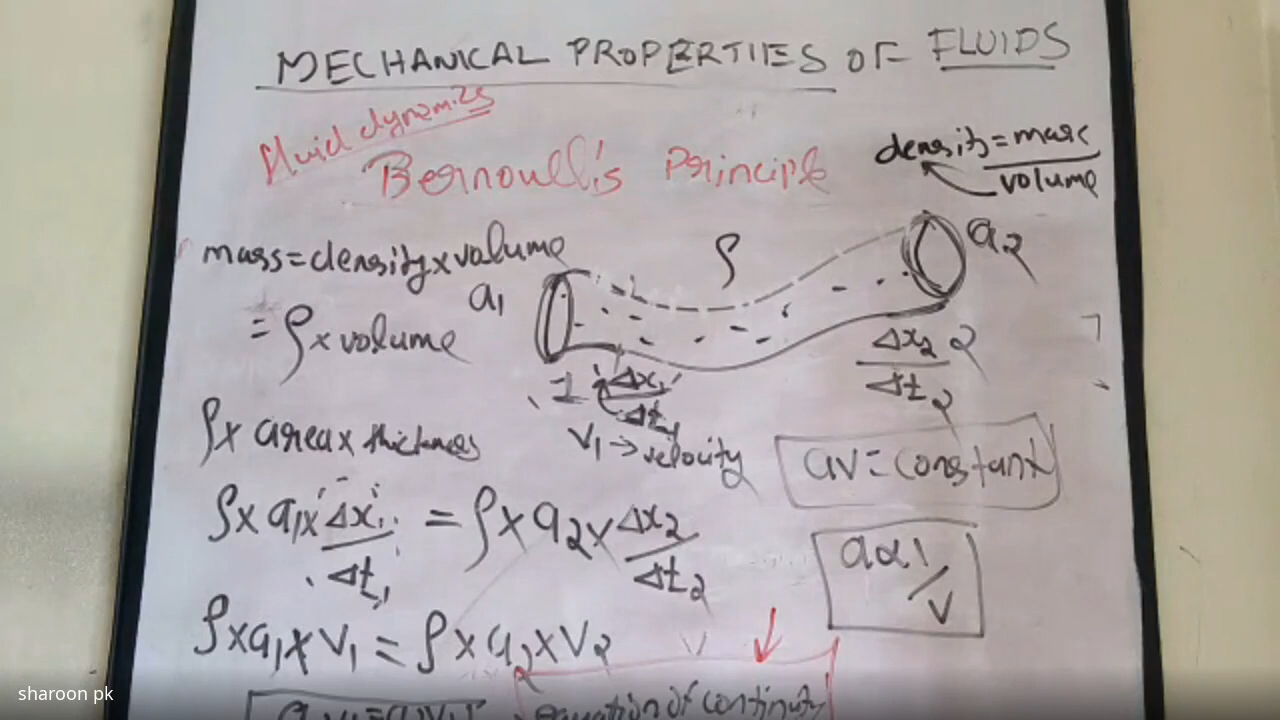 MECHANICAL PROPERTIES OF FLUIDS
fluid dynamics
Bernoull's Principle
density = mass
volume
mass = density x volume
= ρ x volume
a1
ρ
a2
1
Δx1
Δt1
2
Δx2
Δt2
V1 → velocity
ρ x area x thickness
av = constant
ρ x a1 x Δx1/Δt1 = ρ x a2 x Δx2/Δt2
a α 1/v
ρ x a1 x V1 = ρ x a2 x V2
equation of continuity
sharoon pk